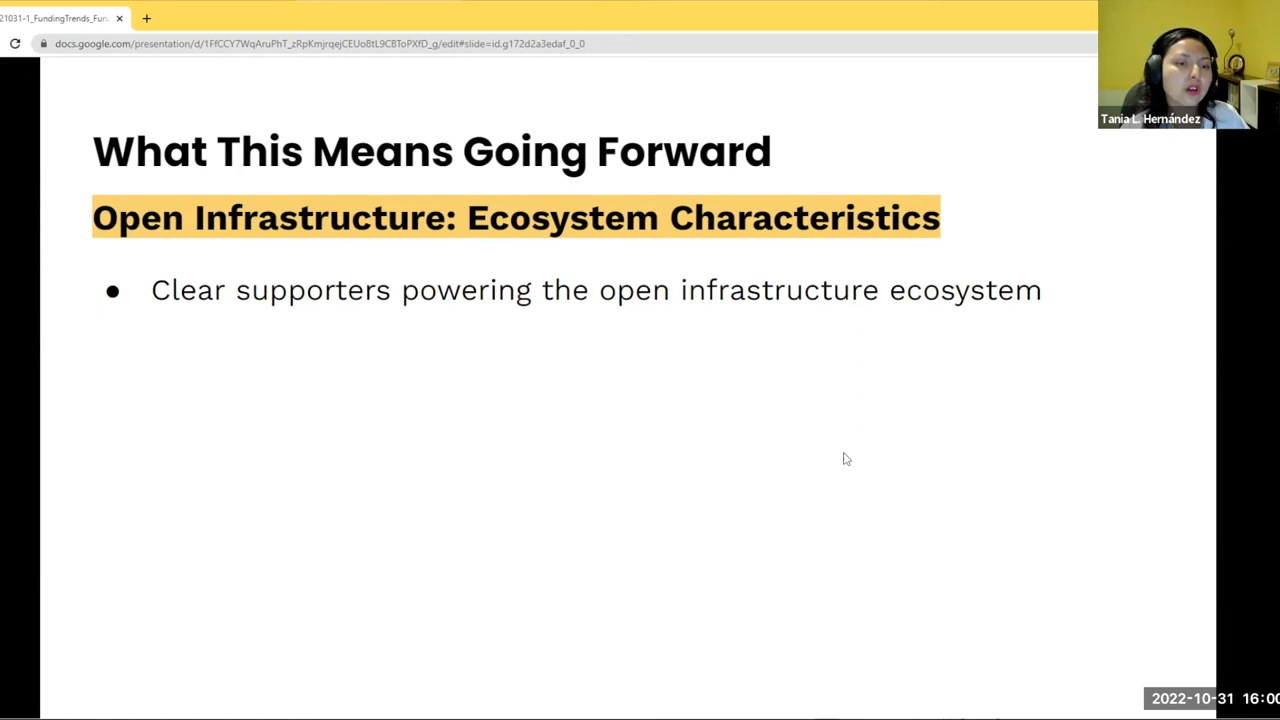 21031-1_FundingTrends_Fun
docs.google.com/presentation/d/1FfCCY7WqAruPhT_zRpKmjrqejCEUo8tL9CBToPXfD_g/edit#slide=id.g172d2a3edaf_0_0
Tania L. Hernández
What This Means Going Forward
Open Infrastructure: Ecosystem Characteristics
● Clear supporters powering the open infrastructure ecosystem
2022-10-31 16:00